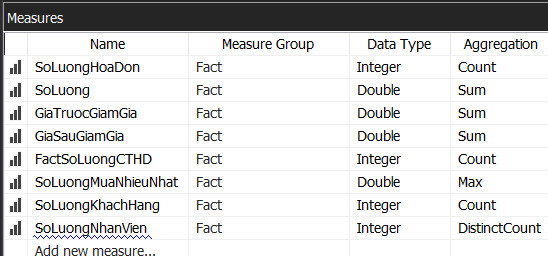 Measures
Name Measure Group Data Type Aggregation
SoLuongHoaDon Fact Integer Count
SoLuong Fact Double Sum
GiaTruocGiamGia Fact Double Sum
GiaSauGiamGia Fact Double Sum
FactSoLuongCTHD Fact Integer Count
SoLuongMuaNhieuNhat Fact Double Max
SoLuongKhachHang Fact Integer Count
SoLuongNhanVien Fact Integer DistinctCount
Add new measure...